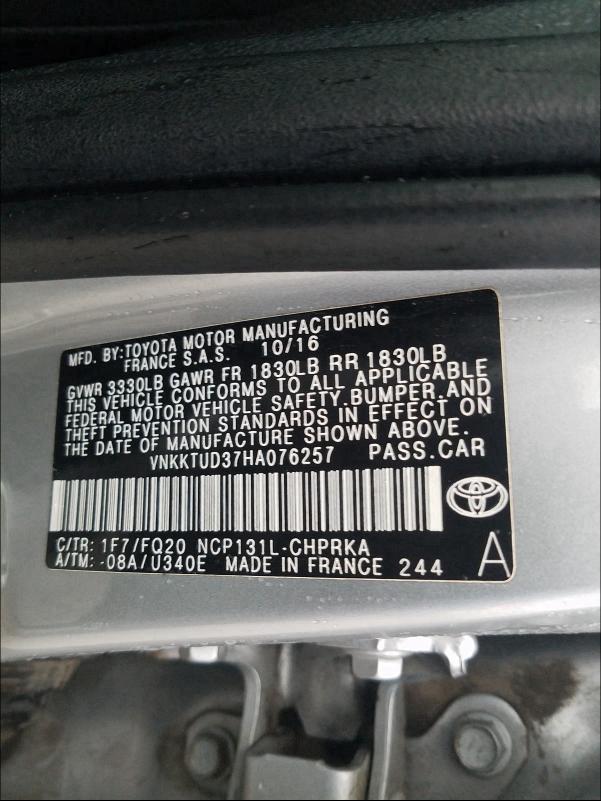 MFD. BY:TOYOTA MOTOR MANUFACTURING
FRANCE S.A.S. 10/16
GVWR 3330LB GAWR FR 1830LB RR 1830LB
THIS VEHICLE CONFORMS TO ALL APPLICABLE
FEDERAL MOTOR VEHICLE SAFETY,BUMPER,AND
THEFT PREVENTION STANDARDS IN EFFECT ON
THE DATE OF MANUFACTURE SHOWN ABOVE.
VNKKTUD37HA076257 PASS.CAR
C/TR: 1F7/FQ20 NCP131L-CHPRKA
A/TM: -08A/U340E MADE IN FRANCE 244 A